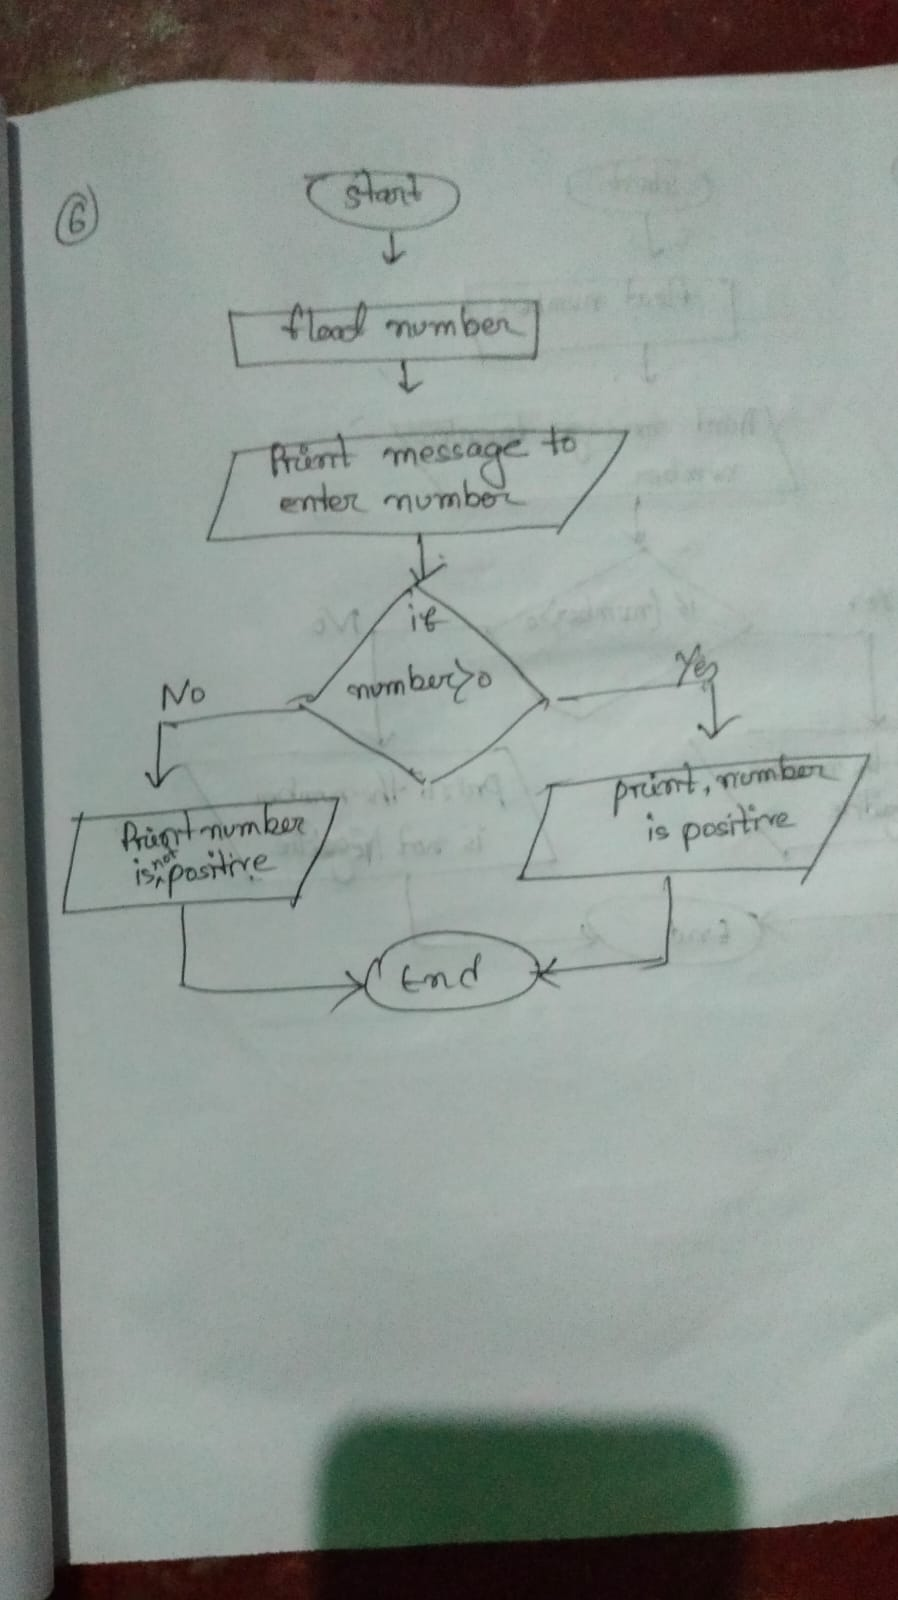 6
Start
float number
Print message to
enter number
if
number>0
No
Yes
Print number
is not positive
print, number
is positive
End